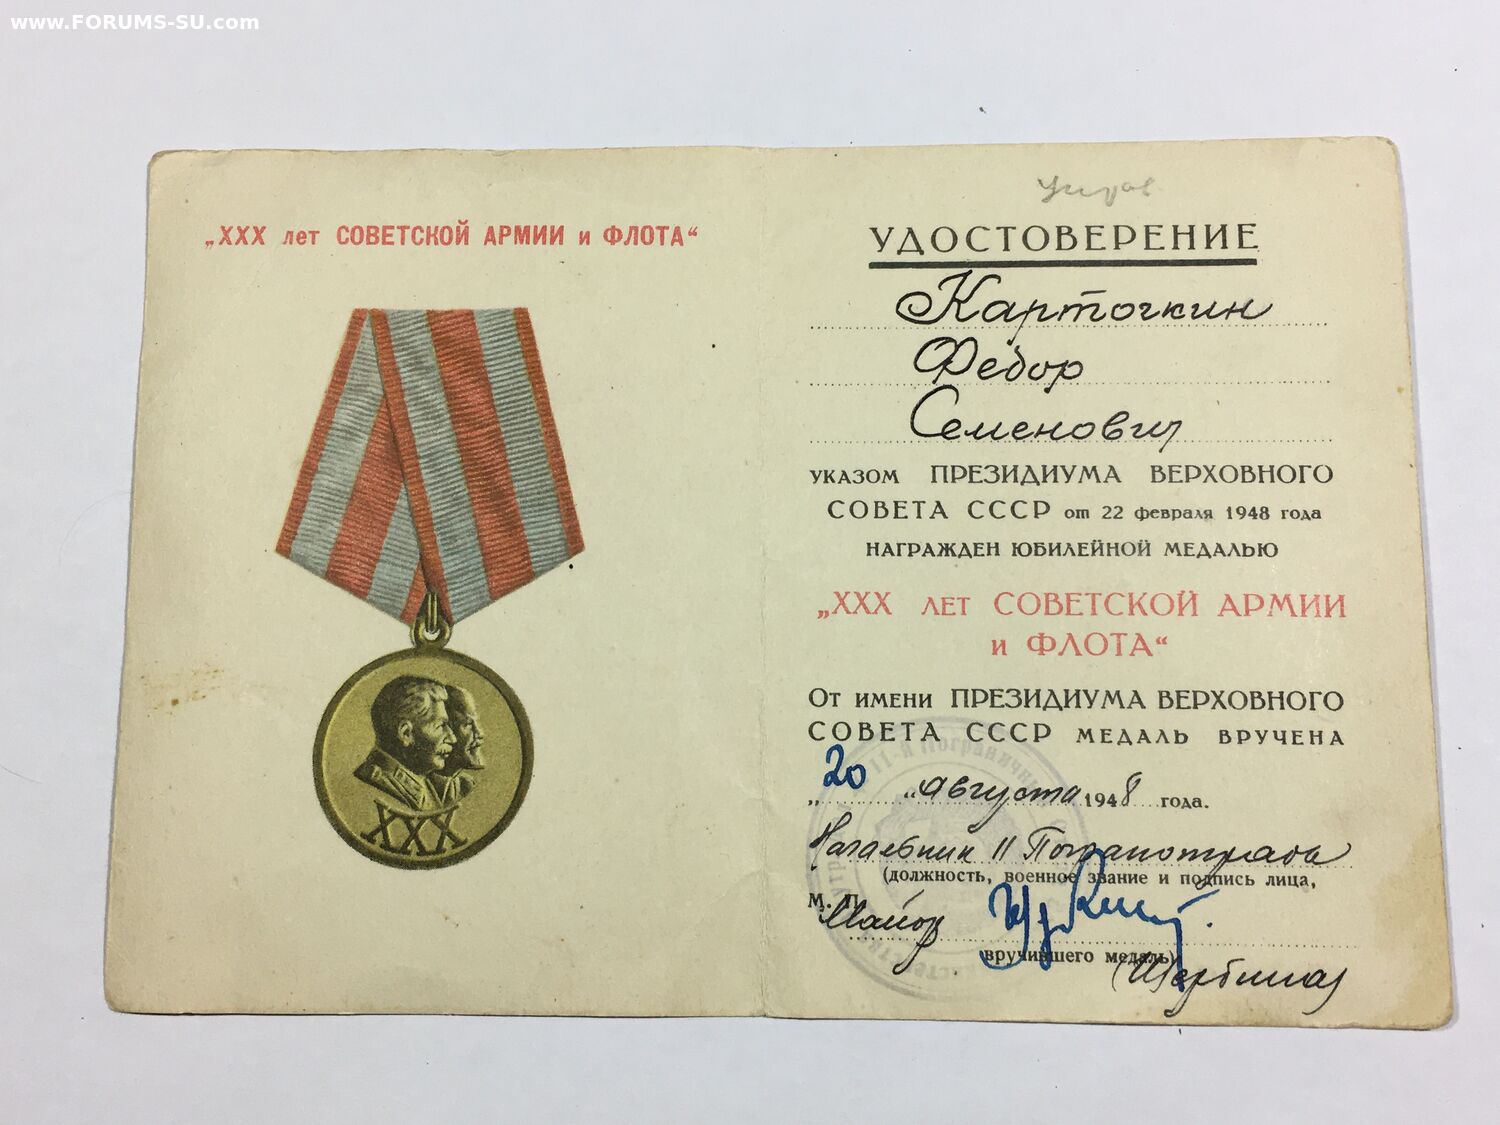 www.FORUMS-SU.com
„XXX лет СОВЕТСКОЙ АРМИИ и ФЛОТА“
XXX
УДОСТОВЕРЕНИЕ
Карточкин
Федор
Семенович
УКАЗОМ ПРЕЗИДИУМА ВЕРХОВНОГО
СОВЕТА СССР от 22 февраля 1948 года
НАГРАЖДЕН ЮБИЛЕЙНОЙ МЕДАЛЬЮ
„XXX ЛЕТ СОВЕТСКОЙ АРМИИ
и ФЛОТА“
От имени ПРЕЗИДИУМА ВЕРХОВНОГО
СОВЕТА СССР МЕДАЛЬ ВРУЧЕНА
„20“ августа 1948 года.
Начальник 11 Погранотряда
(должность, военное звание и подпись лица,
М. П.
Майор
вручившего медаль)
(Щербина)